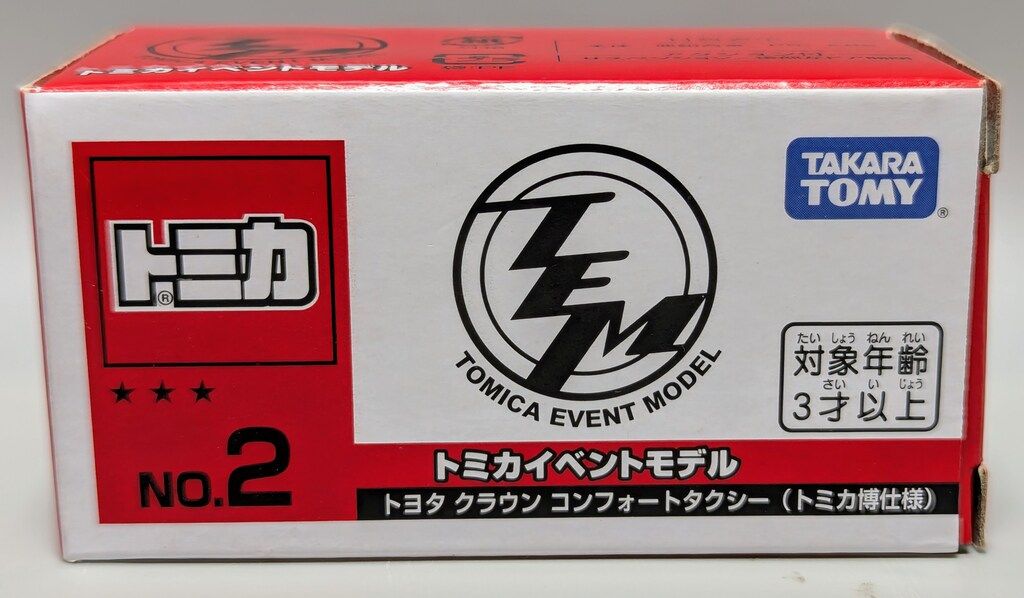 トミカイベントモデル
トミカ®
★★★
NO.2
TEM
TOMICA EVENT MODEL
TAKARA
TOMY®
たい しょう ねん れい
対象年齢
さい い じょう
3才以上
トミカイベントモデル
トヨタ クラウン コンフォートタクシー（トミカ博仕様）